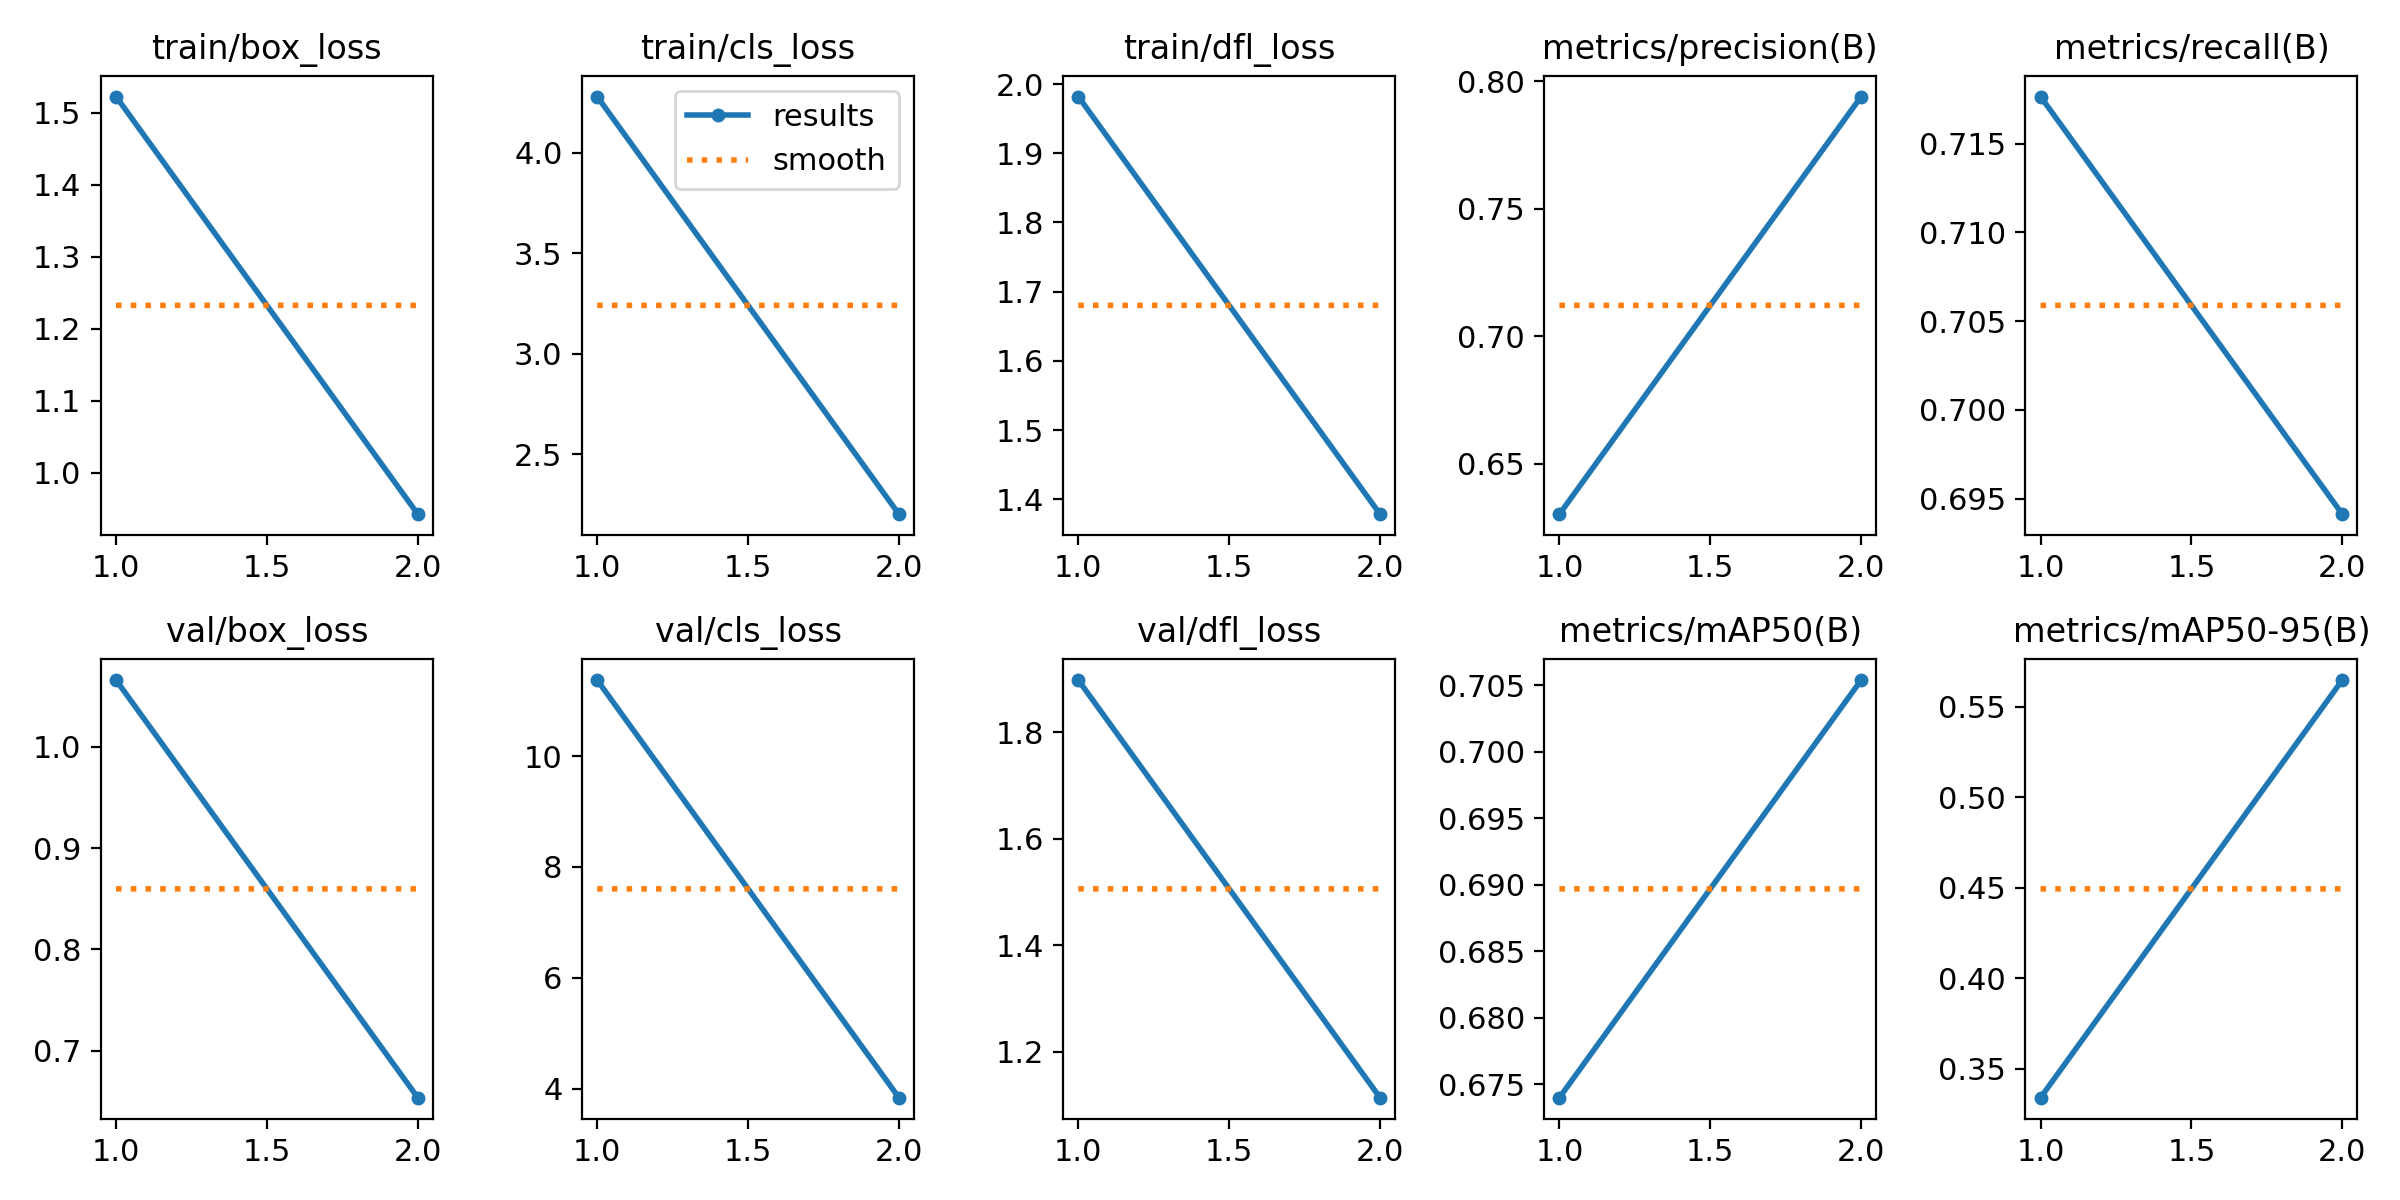 train/box_loss
1.5
1.4
1.3
1.2
1.1
1.0
1.0 1.5 2.0
train/cls_loss
results
smooth
4.0
3.5
3.0
2.5
1.0 1.5 2.0
train/dfl_loss
2.0
1.9
1.8
1.7
1.6
1.5
1.4
1.0 1.5 2.0
metrics/precision(B)
0.80
0.75
0.70
0.65
1.0 1.5 2.0
metrics/recall(B)
0.715
0.710
0.705
0.700
0.695
1.0 1.5 2.0
val/box_loss
1.0
0.9
0.8
0.7
1.0 1.5 2.0
val/cls_loss
10
8
6
4
1.0 1.5 2.0
val/dfl_loss
1.8
1.6
1.4
1.2
1.0 1.5 2.0
metrics/mAP50(B)
0.705
0.700
0.695
0.690
0.685
0.680
0.675
1.0 1.5 2.0
metrics/mAP50-95(B)
0.55
0.50
0.45
0.40
0.35
1.0 1.5 2.0